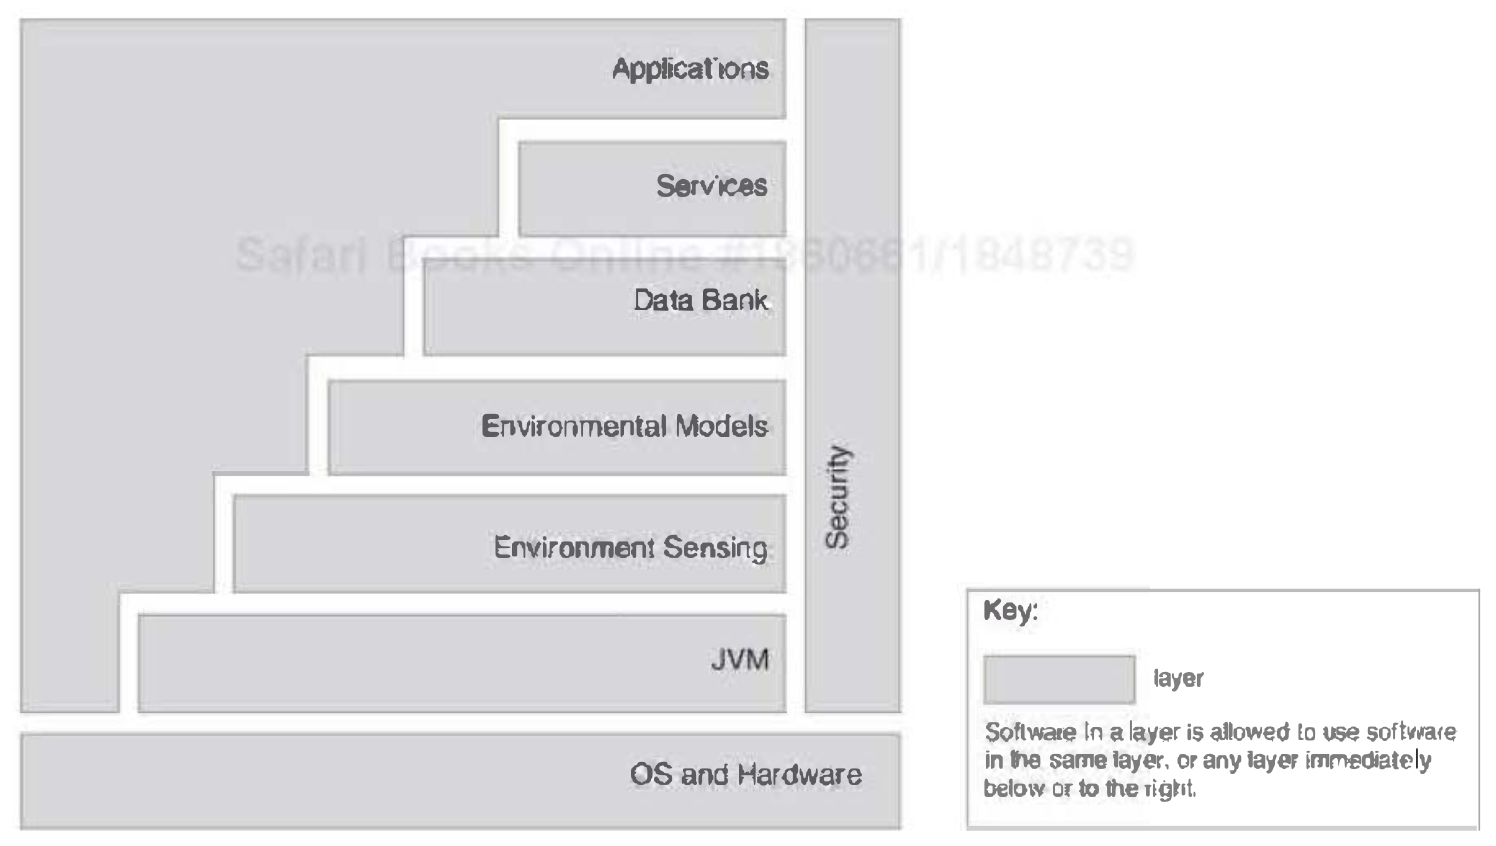 Applications
Services
Safari Books Online #1860661/1848739
Data Bank
Environmental Models
Security
Environment Sensing
Key:
JVM
layer
Software in a layer is allowed to use software
in the same layer, or any layer immediately
below or to the right.
OS and Hardware